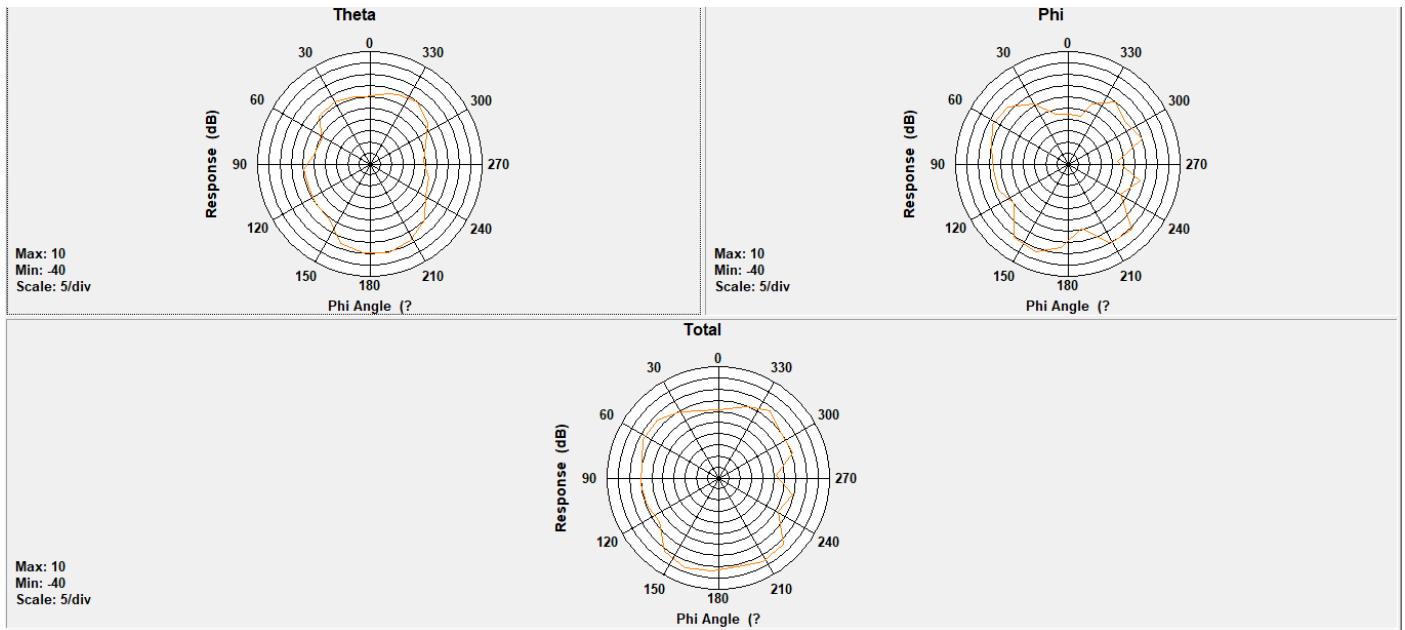 Theta
0
30
330
60
300
90
270
120
240
150
210
180
Response (dB)
Max: 10
Min: -40
Scale: 5/div
Phi Angle (?
Phi
0
30
330
60
300
90
270
120
240
150
210
180
Response (dB)
Max: 10
Min: -40
Scale: 5/div
Phi Angle (?
Total
0
30
330
60
300
90
270
120
240
150
210
180
Response (dB)
Max: 10
Min: -40
Scale: 5/div
Phi Angle (?